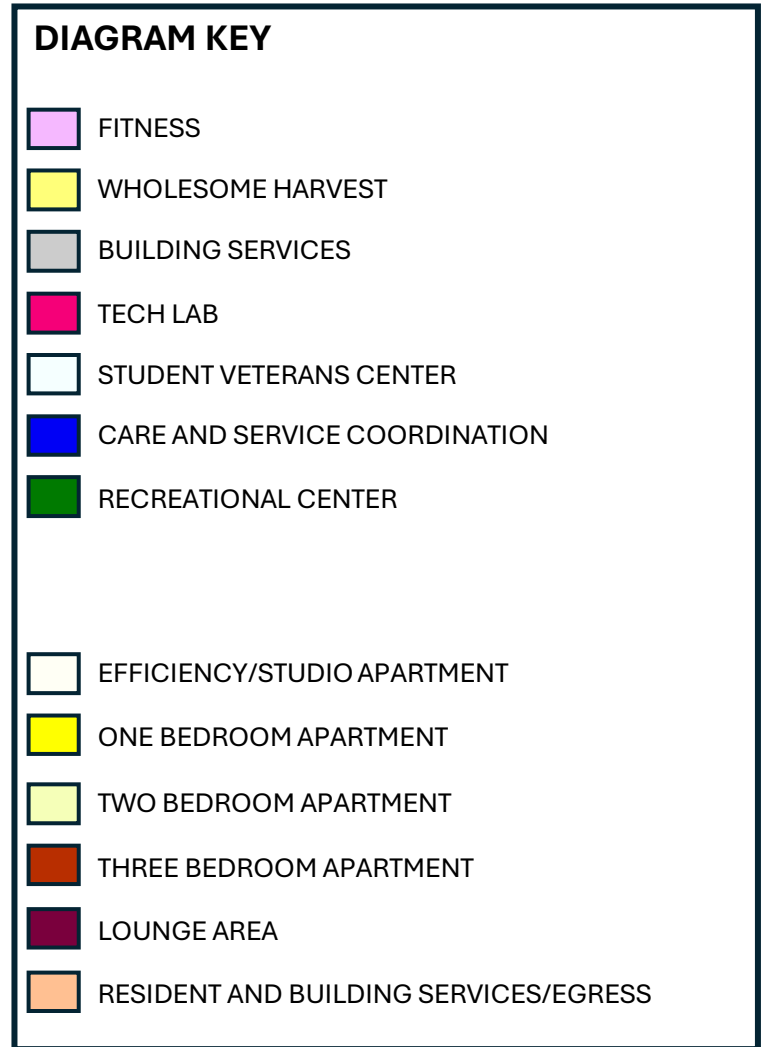 DIAGRAM KEY
FITNESS
WHOLESOME HARVEST
BUILDING SERVICES
TECH LAB
STUDENT VETERANS CENTER
CARE AND SERVICE COORDINATION
RECREATIONAL CENTER
EFFICIENCY/STUDIO APARTMENT
ONE BEDROOM APARTMENT
TWO BEDROOM APARTMENT
THREE BEDROOM APARTMENT
LOUNGE AREA
RESIDENT AND BUILDING SERVICES/EGRESS